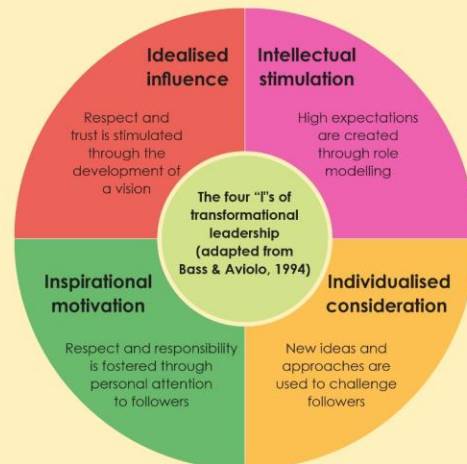 Idealised
influence
Respect and
trust is stimulated
through the
development of
a vision
Intellectual
stimulation
High expectations
are created
through role
modelling
The four “I”s of
transformational
leadership
(adapted from
Bass & Aviolo, 1994)
Inspirational
motivation
Respect and responsibility
is fostered through
personal attention
to followers
Individualised
consideration
New ideas and
approaches are
used to challenge
followers